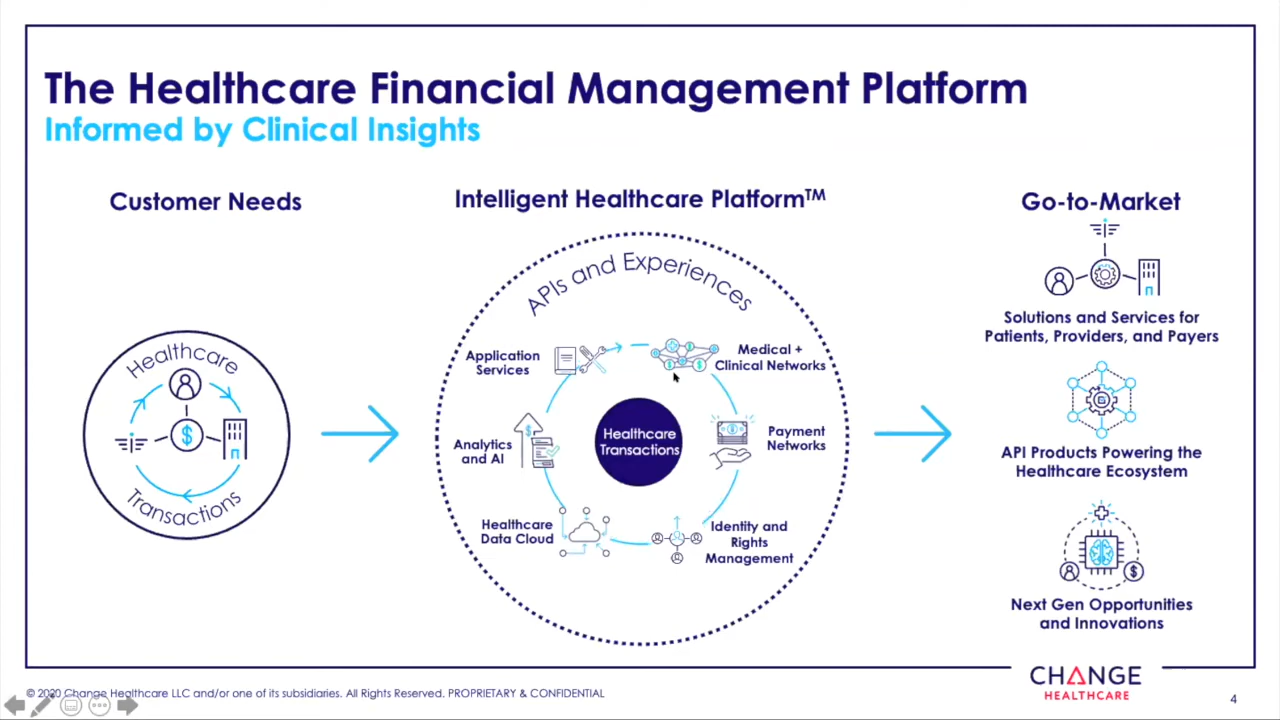 The Healthcare Financial Management Platform
Informed by Clinical Insights
Customer Needs
Healthcare
Transactions
Intelligent Healthcare Platform™
APIs and Experiences
Application
Services
Medical +
Clinical Networks
Analytics
and AI
Healthcare
Transactions
Payment
Networks
Healthcare
Data Cloud
Identity and
Rights
Management
Go-to-Market
Solutions and Services for
Patients, Providers, and Payers
API Products Powering the
Healthcare Ecosystem
Next Gen Opportunities
and Innovations
© 2020 Change Healthcare LLC and/or one of its subsidiaries. All Rights Reserved. PROPRIETARY & CONFIDENTIAL
CHANGE
HEALTHCARE
4